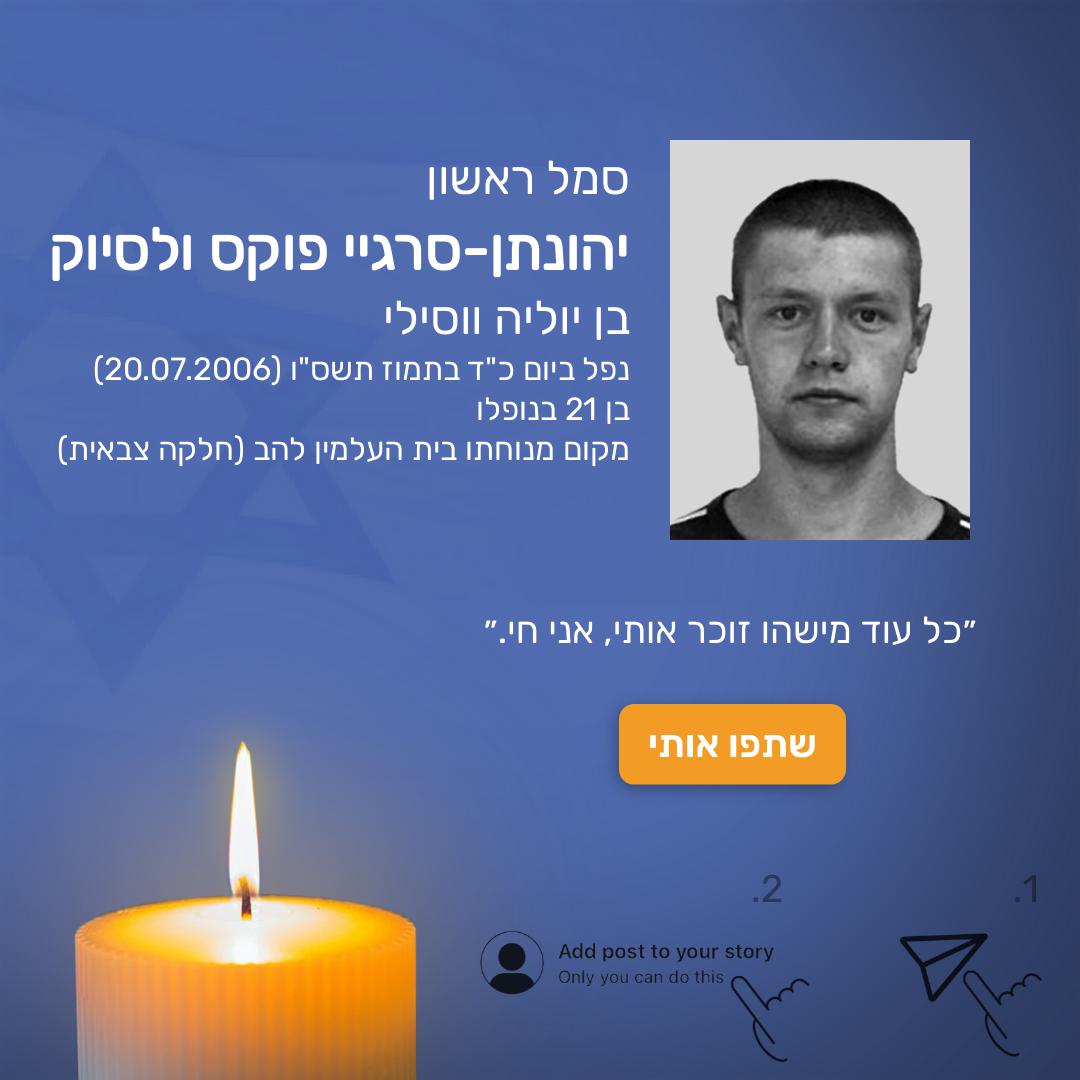 סמל ראשון
יהונתן-סרגיי פוקס ולסיוק
בן יוליה ווסילי
נפל ביום כ"ד בתמוז תשס"ו (20.07.2006)
בן 21 בנופלו
מקום מנוחתו בית העלמין להב (חלקה צבאית)
״כל עוד מישהו זוכר אותי, אני חי.״
שתפו אותי
1.
2.
Add post to your story
Only you can do this